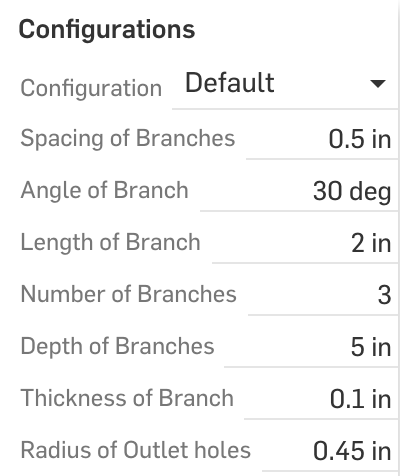 Configurations
Configuration Default
Spacing of Branches 0.5 in
Angle of Branch 30 deg
Length of Branch 2 in
Number of Branches 3
Depth of Branches 5 in
Thickness of Branch 0.1 in
Radius of Outlet holes 0.45 in